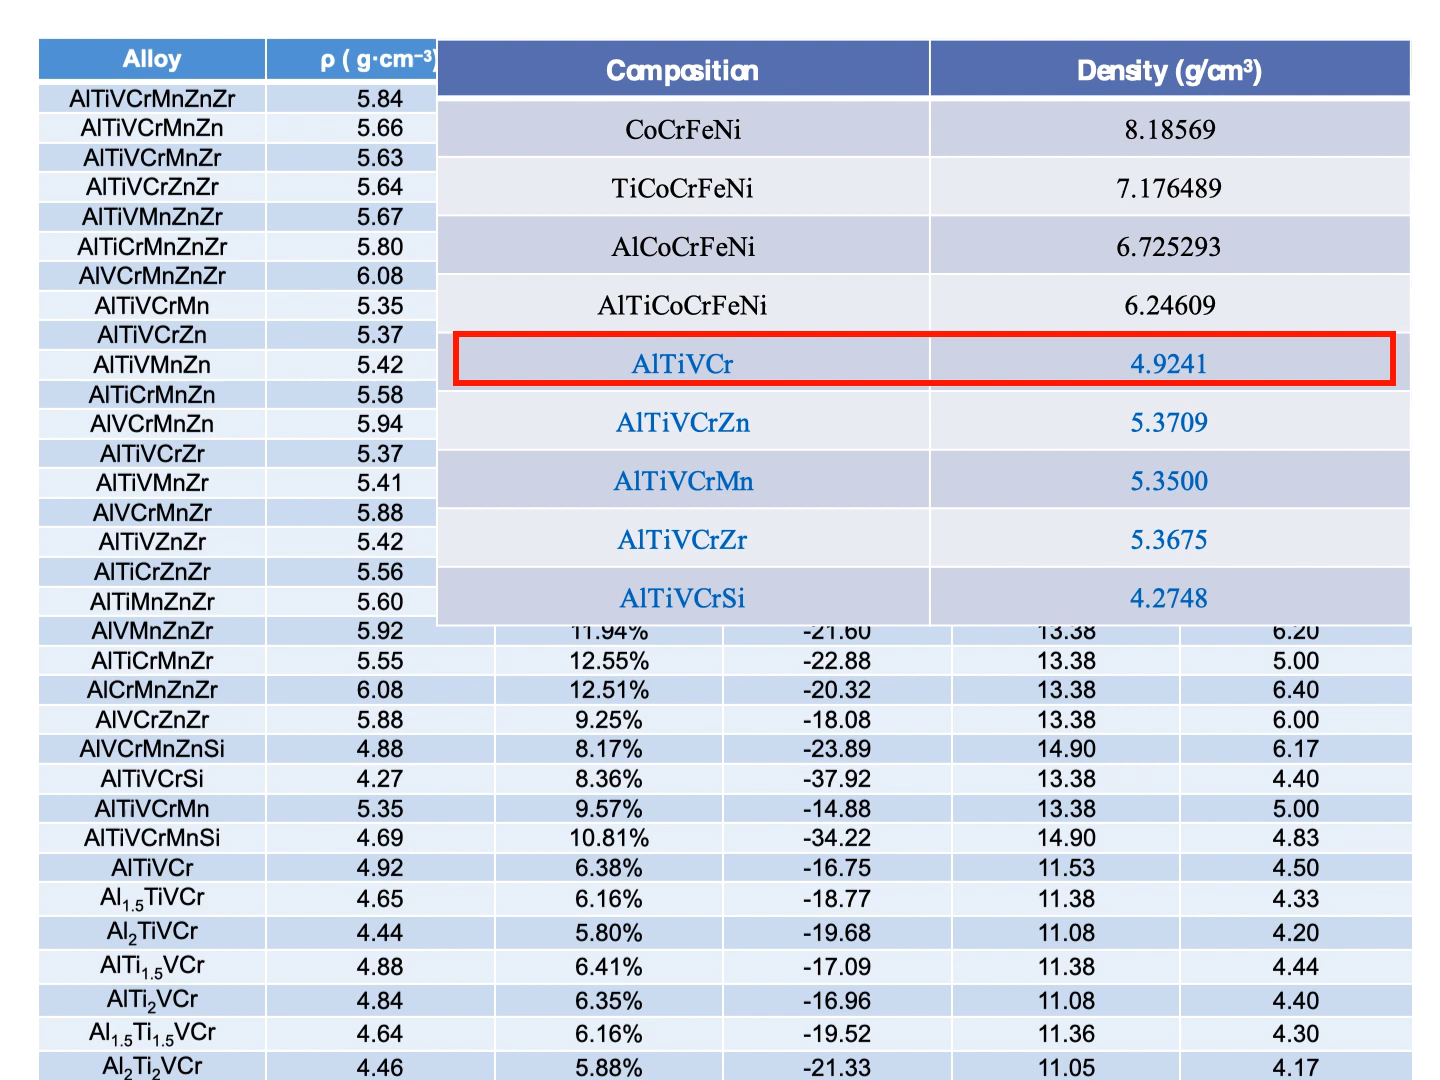 Alloy ρ ( g·cm⁻³)
AlTiVCrMnZnZr 5.84
AlTiVCrMnZn 5.66
AlTiVCrMnZr 5.63
AlTiVCrZnZr 5.64
AlTiVMnZnZr 5.67
AlTiCrMnZnZr 5.80
AlVCrMnZnZr 6.08
AlTiVCrMn 5.35
AlTiVCrZn 5.37
AlTiVMnZn 5.42
AlTiCrMnZn 5.58
AlVCrMnZn 5.94
AlTiVCrZr 5.37
AlTiVMnZr 5.41
AlVCrMnZr 5.88
AlTiVZnZr 5.42
AlTiCrZnZr 5.56
AlTiMnZnZr 5.60
AlVMnZnZr 5.92 11.94% -21.60 13.38 6.20
AlTiCrMnZr 5.55 12.55% -22.88 13.38 5.00
AlCrMnZnZr 6.08 12.51% -20.32 13.38 6.40
AlVCrZnZr 5.88 9.25% -18.08 13.38 6.00
AlVCrMnZnSi 4.88 8.17% -23.89 14.90 6.17
AlTiVCrSi 4.27 8.36% -37.92 13.38 4.40
AlTiVCrMn 5.35 9.57% -14.88 13.38 5.00
AlTiVCrMnSi 4.69 10.81% -34.22 14.90 4.83
AlTiVCr 4.92 6.38% -16.75 11.53 4.50
Al₁.₅TiVCr 4.65 6.16% -18.77 11.38 4.33
Al₂TiVCr 4.44 5.80% -19.68 11.08 4.20
AlTi₁.₅VCr 4.88 6.41% -17.09 11.38 4.44
AlTi₂VCr 4.84 6.35% -16.96 11.08 4.40
Al₁.₅Ti₁.₅VCr 4.64 6.16% -19.52 11.36 4.30
Al₂Ti₂VCr 4.46 5.88% -21.33 11.05 4.17
Composition Density (g/cm³)
CoCrFeNi 8.18569
TiCoCrFeNi 7.176489
AlCoCrFeNi 6.725293
AlTiCoCrFeNi 6.24609
AlTiVCr 4.9241
AlTiVCrZn 5.3709
AlTiVCrMn 5.3500
AlTiVCrZr 5.3675
AlTiVCrSi 4.2748